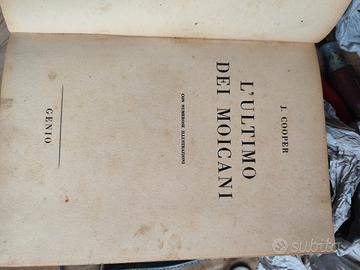 J. COOPER
L'ULTIMO
DEI MOICANI
CON NUMEROSE ILLUSTRAZIONI
GENIO
subito